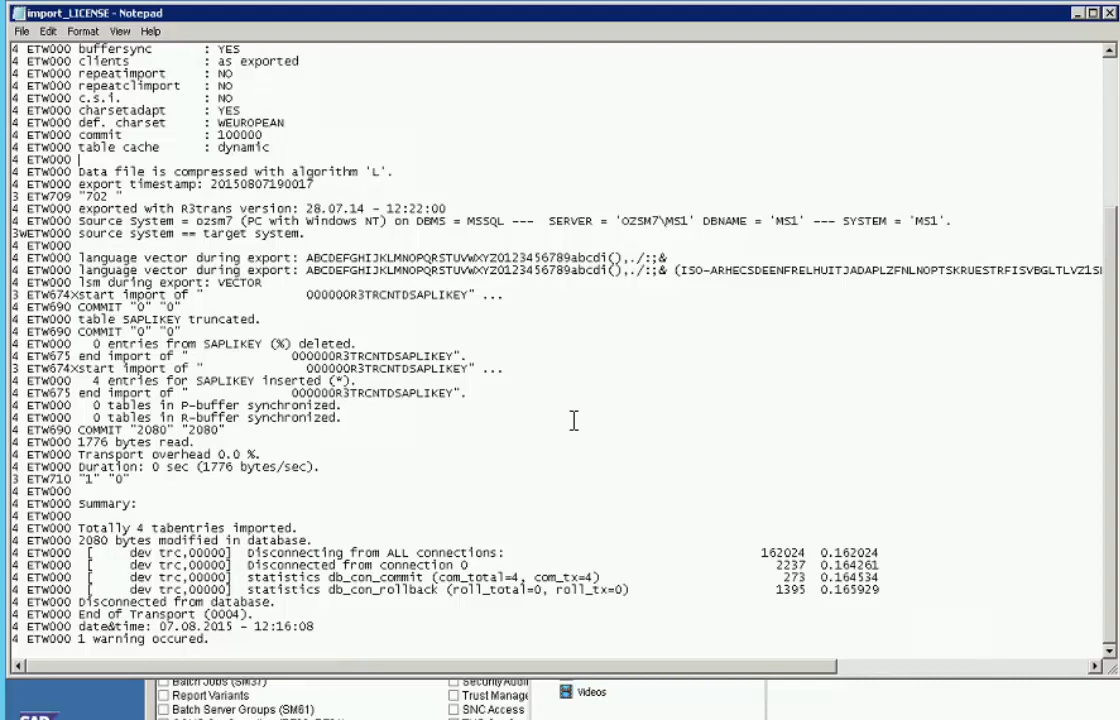 import_LICENSE - Notepad
File Edit Format View Help
4 ETW000 buffersync : YES
4 ETW000 clients : as exported
4 ETW000 repeatimport : NO
4 ETW000 repeatclimport : NO
4 ETW000 c.s.i. : NO
4 ETW000 charsetadapt : YES
4 ETW000 def. charset : WEUROPEAN
4 ETW000 commit : 100000
4 ETW000 table cache : dynamic
4 ETW000
4 ETW000 Data file is compressed with algorithm 'L'.
4 ETW000 export timestamp: 20150807190017
3 ETW709 "702 "
4 ETW000 exported with R3trans version: 28.07.14 - 12:22:00
4 ETW000 Source System = ozsm7 (PC with Windows NT) on DBMS = MSSQL --- SERVER = 'OZSM7\MS1' DBNAME = 'MS1' --- SYSTEM = 'MS1'.
3WETW000 source system == target system.
4 ETW000
4 ETW000 language vector during export: ABCDEFGHIJKLMNOPQRSTUVWXYZ0123456789abcdi(),./:;&
4 ETW000 language vector during export: ABCDEFGHIJKLMNOPQRSTUVWXYZ0123456789abcdi(),./:;& (ISO-ARHECSDEENFRELHUITJADAPLZFNLNOPTSKRUESTRFISVBGLTLVZ1S
4 ETW000 lsm during export: VECTOR
3 ETW674Xstart import of " 000000R3TRCNTDSAPLIKEY" ...
4 ETW690 COMMIT "0" "0"
4 ETW000 table SAPLIKEY truncated.
4 ETW690 COMMIT "0" "0"
4 ETW000 0 entries from SAPLIKEY (%) deleted.
4 ETW675 end import of " 000000R3TRCNTDSAPLIKEY".
3 ETW674Xstart import of " 000000R3TRCNTDSAPLIKEY" ...
4 ETW000 4 entries for SAPLIKEY inserted (*).
4 ETW675 end import of " 000000R3TRCNTDSAPLIKEY".
4 ETW000 0 tables in P-buffer synchronized.
4 ETW000 0 tables in R-buffer synchronized.
4 ETW690 COMMIT "2080" "2080"
4 ETW000 1776 bytes read.
4 ETW000 Transport overhead 0.0 %.
4 ETW000 Duration: 0 sec (1776 bytes/sec).
3 ETW710 "1" "0"
4 ETW000
4 ETW000 Summary:
4 ETW000
4 ETW000 Totally 4 tabentries imported.
4 ETW000 2080 bytes modified in database.
4 ETW000 [ dev trc,00000] Disconnecting from ALL connections: 162024 0.162024
4 ETW000 [ dev trc,00000] Disconnected from connection 0 2237 0.164261
4 ETW000 [ dev trc,00000] statistics db_con_commit (com_total=4, com_tx=4) 273 0.164534
4 ETW000 [ dev trc,00000] statistics db_con_rollback (roll_total=0, roll_tx=0) 1395 0.165929
4 ETW000 Disconnected from database.
4 ETW000 End of Transport (0004).
4 ETW000 date&time: 07.08.2015 - 12:16:08
4 ETW000 1 warning occured.
Batch Jobs (SM37) Security Audit
Report Variants Trust Manage Videos
Batch Server Groups (SM61) SNC Access
SAP